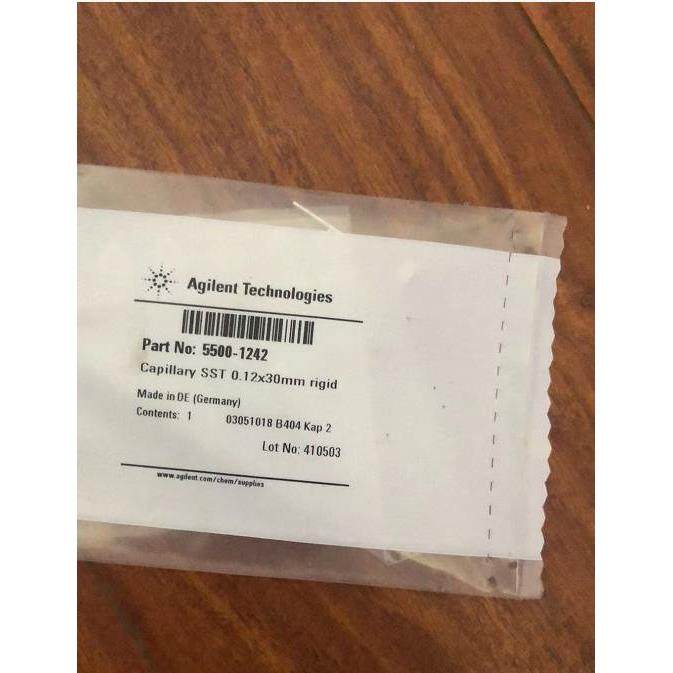 Agilent Technologies
Part No: 5500-1242
Capillary SST 0.12x30mm rigid
Made in DE (Germany)
Contents: 1 03051018 B404 Kap 2
Lot No: 410503
www.agilent.com/chem/supplies